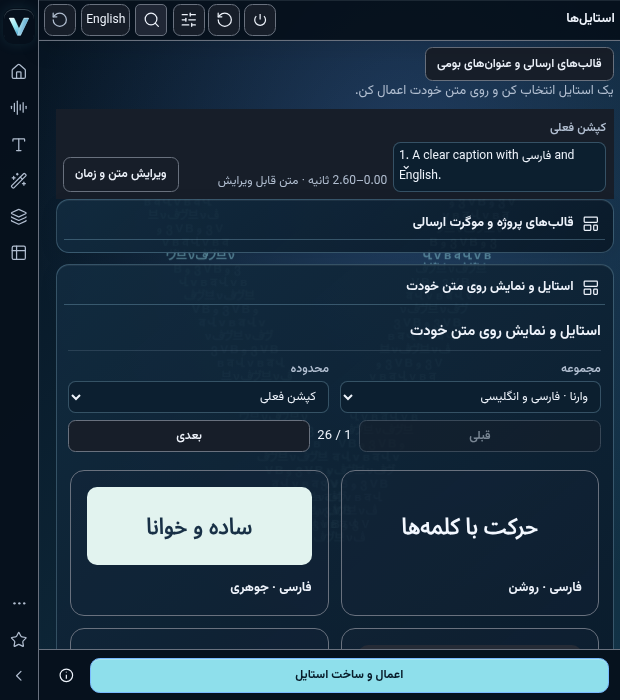 استایل‌ها
English
قالب‌های ارسالی و عنوان‌های بومی
یک استایل انتخاب کن و روی متن خودت اعمال کن.
کپشن فعلی
1. A clear caption with فارسی and
English.
0.00–2.60 ثانیه · متن قابل ویرایش
ویرایش متن و زمان
قالب‌های پروژه و موگرت ارسالی
استایل و نمایش روی متن خودت
استایل و نمایش روی متن خودت
مجموعه
محدوده
وارنا · فارسی و انگلیسی
کپشن فعلی
قبلی
1 / 26
بعدی
حرکت با کلمه‌ها
ساده و خوانا
فارسی · روشن
فارسی · جوهری
اعمال و ساخت استایل